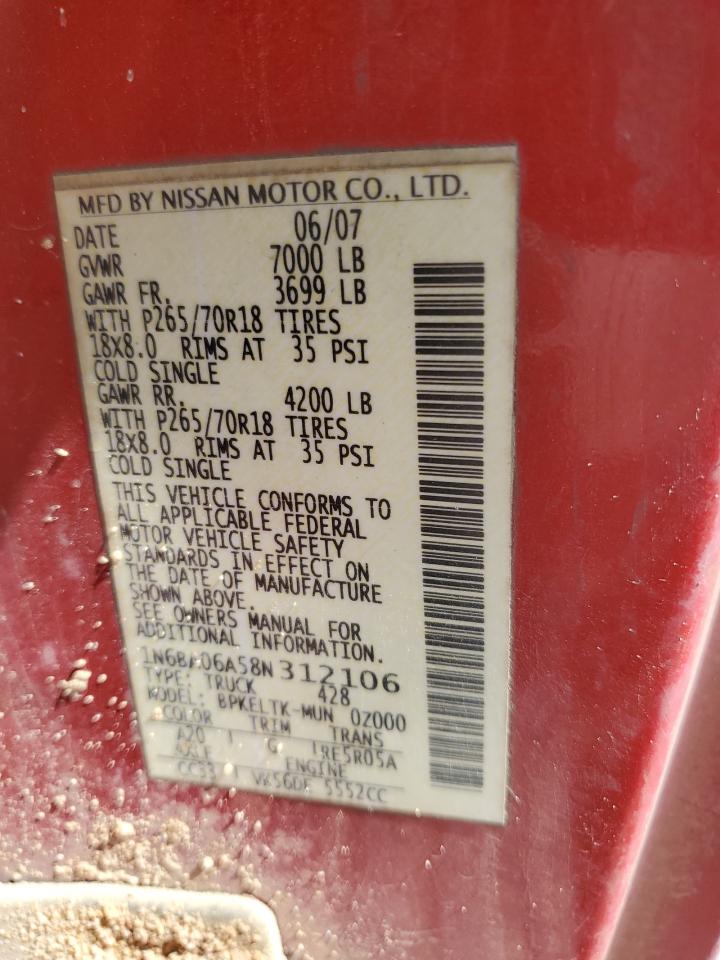 MFD BY NISSAN MOTOR CO., LTD.
DATE 06/07
GVWR 7000 LB
GAWR FR. 3699 LB
WITH P265/70R18 TIRES
18X8.0 RIMS AT 35 PSI
COLD SINGLE
GAWR RR. 4200 LB
WITH P265/70R18 TIRES
18X8.0 RIMS AT 35 PSI
COLD SINGLE
THIS VEHICLE CONFORMS TO
ALL APPLICABLE FEDERAL
MOTOR VEHICLE SAFETY
STANDARDS IN EFFECT ON
THE DATE OF MANUFACTURE
SHOWN ABOVE.
SEE OWNERS MANUAL FOR
ADDITIONAL INFORMATION.
1N6BA06A58N312106
TYPE: TRUCK 428
MODEL: BPKELTK-MUN 0Z000
COLOR TRIM TRANS
A20 G RE5R05A
AXLE ENGINE
CC33 VK56DE 5552CC